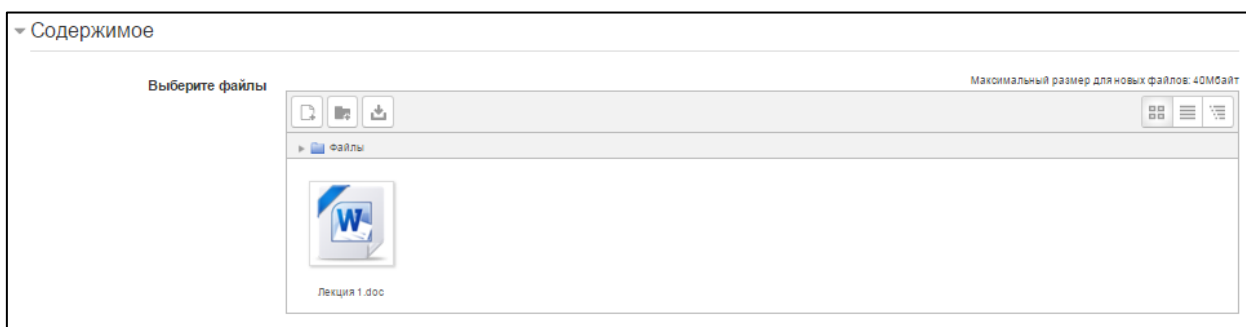 Содержимое
Выберите файлы
Максимальный размер для новых файлов: 40Мбайт
Файлы
W
Лекция 1.doc